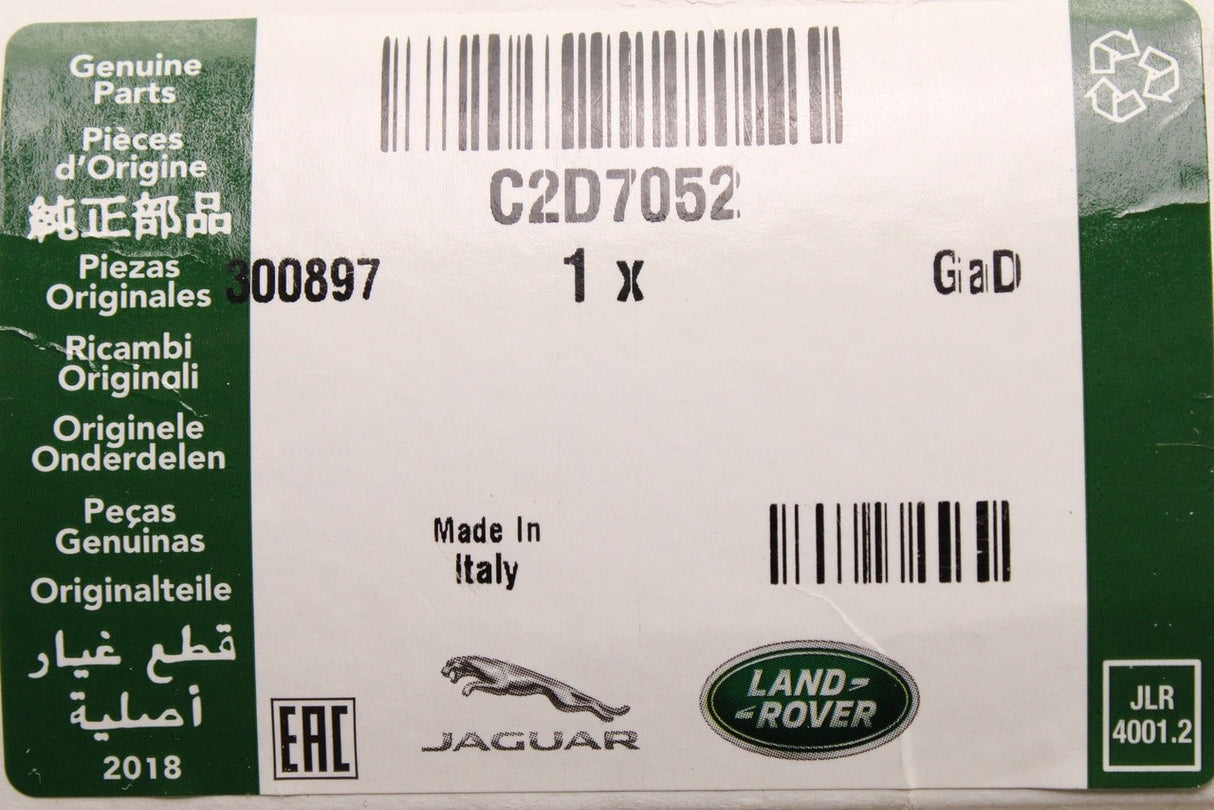 Genuine
Parts
Pièces
d'Origine
純正部品
Piezas
Originales
Ricambi
Originali
Originele
Onderdelen
Peças
Genuinas
Originalteile
قطع غيار
أصلية
2018
C2D7052
300897 1 x GaD
Made In
Italy
EAC
JAGUAR
LAND
ROVER
JLR
4001.2